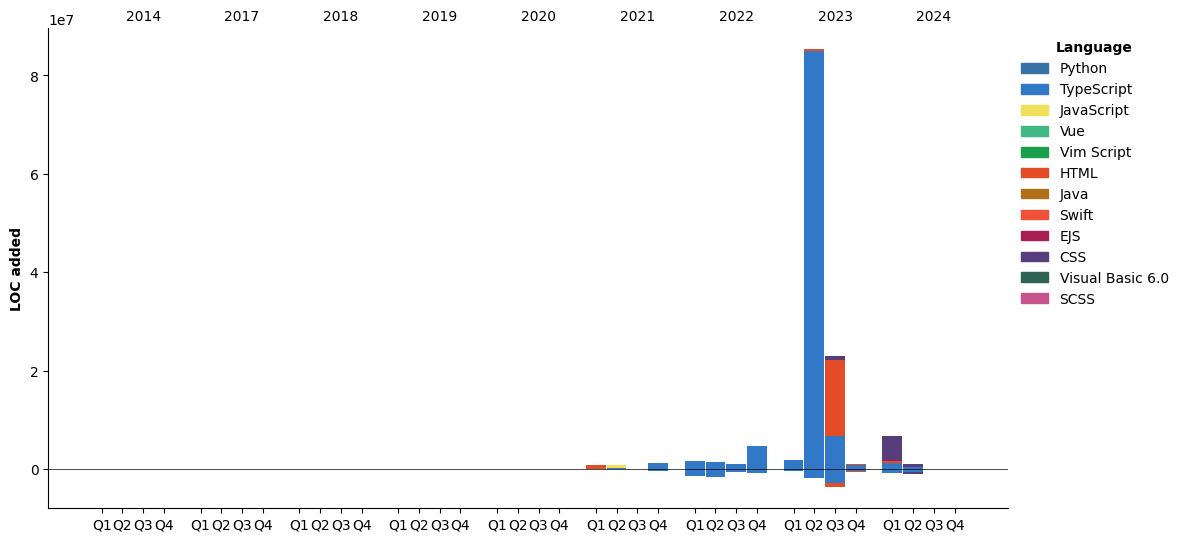 2014 2017 2018 2019 2020 2021 2022 2023 2024
1e7
Language
Python
TypeScript
JavaScript
Vue
Vim Script
HTML
Java
Swift
EJS
CSS
Visual Basic 6.0
SCSS
LOC added
8
6
4
2
0
Q1 Q2 Q3 Q4 Q1 Q2 Q3 Q4 Q1 Q2 Q3 Q4 Q1 Q2 Q3 Q4 Q1 Q2 Q3 Q4 Q1 Q2 Q3 Q4 Q1 Q2 Q3 Q4 Q1 Q2 Q3 Q4 Q1 Q2 Q3 Q4